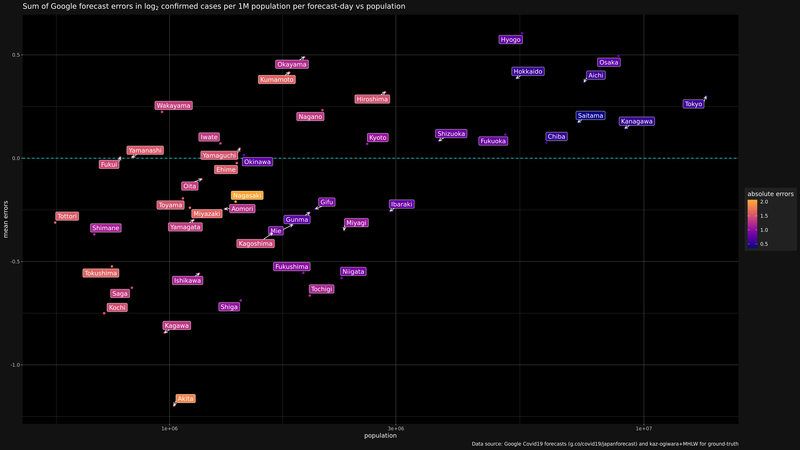 Sum of Google forecast errors in log2 confirmed cases per 1M population per forecast-day vs population
Hyogo
0.5
Osaka
Okayama
Hokkaido
Aichi
Kumamoto
Hiroshima
Tokyo
Wakayama
Nagano
Saitama
Kanagawa
Iwate
Kyoto
Shizuoka
Chiba
Fukuoka
Yamanashi
Yamaguchi
0.0
Fukui
Okinawa
Ehime
Oita
absolute errors
Nagasaki
2.0
Toyama
Aomori
Gifu
Ibaraki
1.5
Miyazaki
Tottori
Gunma
1.0
mean errors
Shimane
Yamagata
Miyagi
Mie
0.5
Kagoshima
-0.5
Fukushima
Niigata
Tokushima
Ishikawa
Saga
Tochigi
Kochi
Shiga
Kagawa
-1.0
Akita
1e+06
3e+06
1e+07
population
Data source: Google Covid19 forecasts (g.co/covid19/japanforecast) and kaz-ogiwara+MHLW for ground-truth